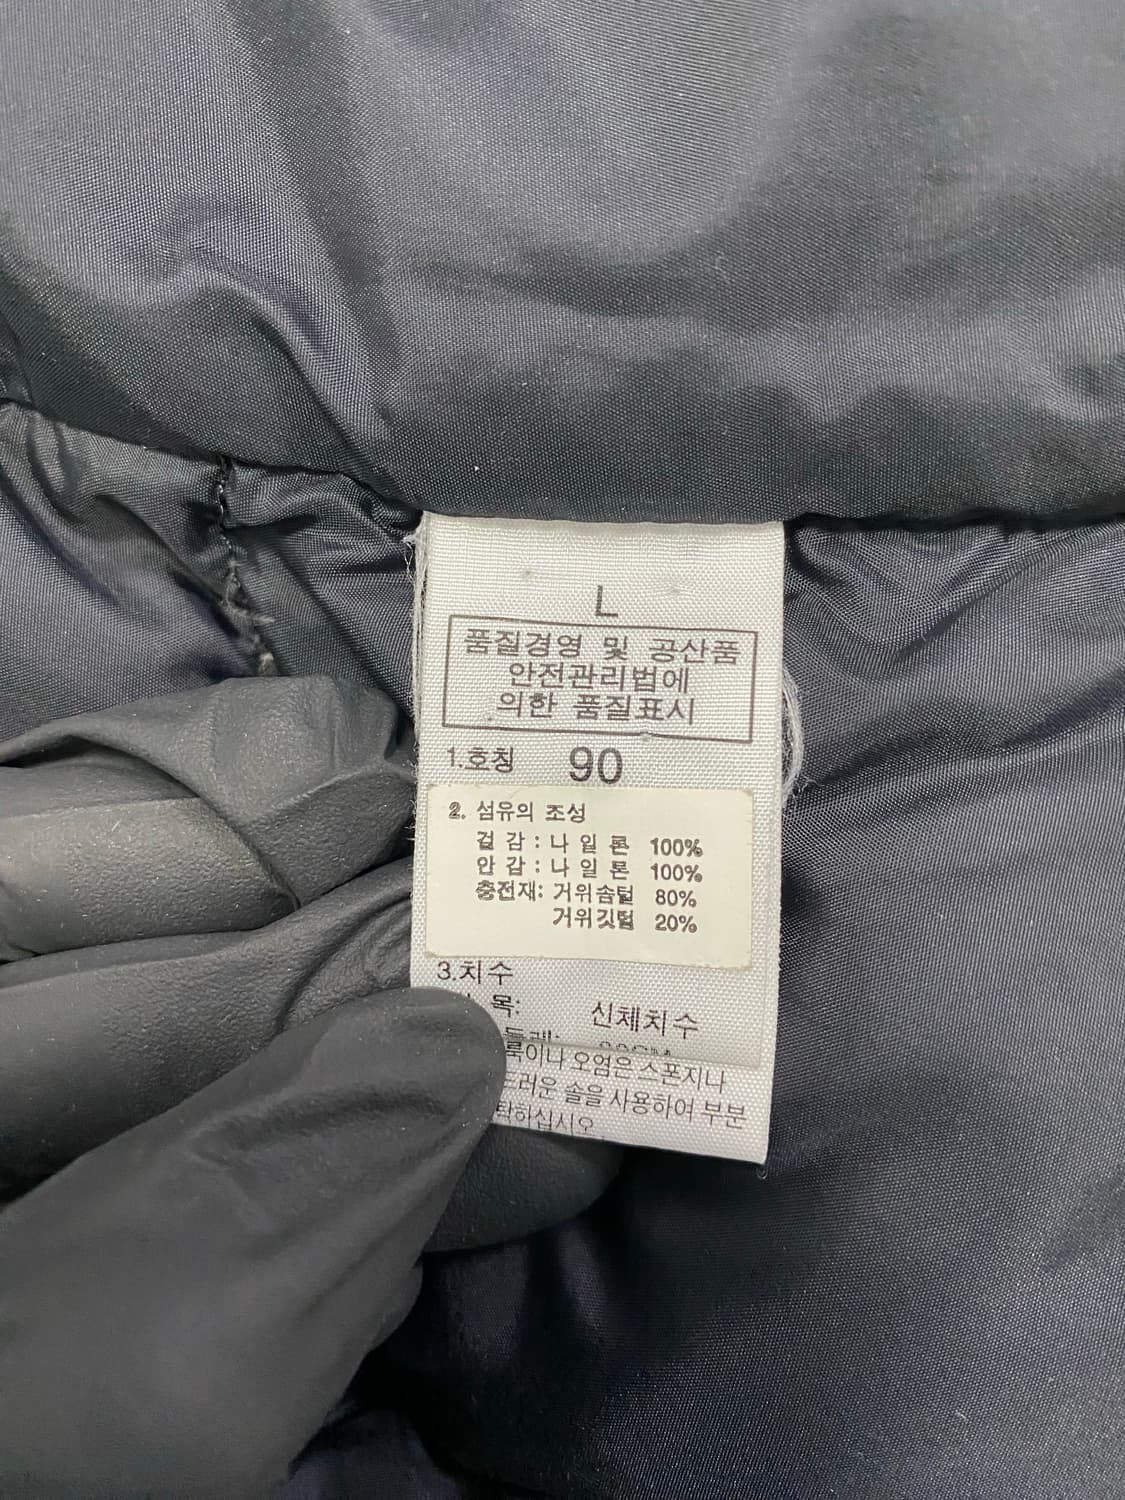 L
품질경영 및 공산품
안전관리법에
의한 품질표시
1.호칭 90
2. 섬유의 조성
겉 감 : 나 일 론 100%
안 감 : 나 일 론 100%
충전재: 거위솜털 80%
거위깃털 20%
3.치수
목: 신체치수
오염은 스폰지나
솔을 사용하여 부분